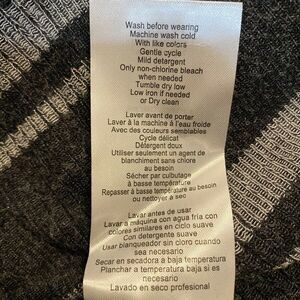 Wash before wearing
Machine wash cold
With like colors
Gentle cycle
Mild detergent
Only non-chlorine bleach
when needed
Tumble dry low
Low iron if needed
or Dry clean
Laver avant de porter
Laver à la machine à l'eau froide
Avec des couleurs semblables
Cycle délicat
Détergent doux
Utiliser seulement un agent de
blanchiment sans chlore
au besoin
Sécher par culbutage
à basse température
Repasser à basse température au besoin
ou nettoyer à sec
Lavar antes de usar
Lavar a máquina con agua fria con
colores similares en ciclo suave
Con detergente suave
Usar blanqueador sin cloro cuando
sea necesario
Secar en secadora a baja temperatura
Planchar a temperatura baja si es
necesario
Lavado en seco profesional